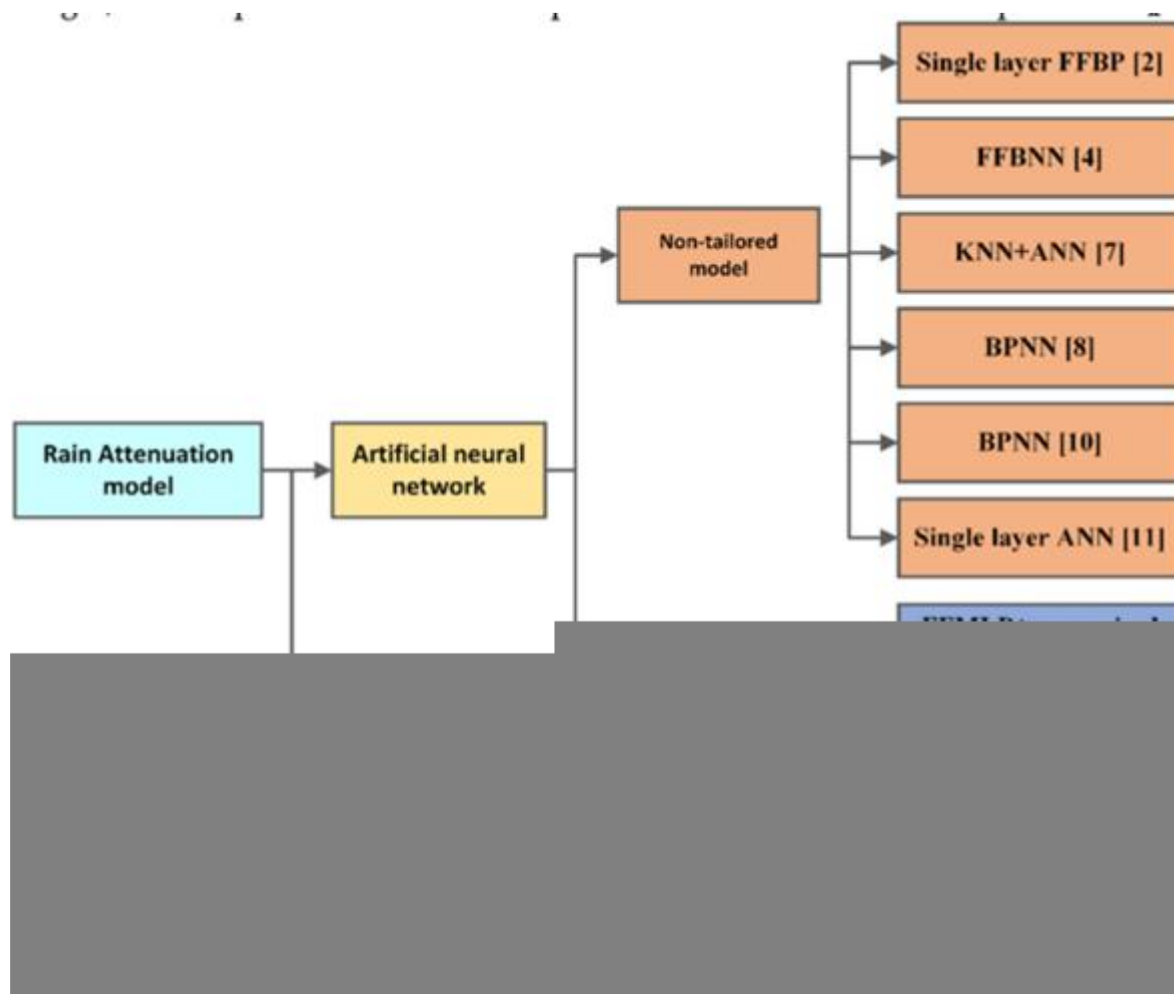 Single layer FFBP [2]
FFBNN [4]
Non-tailored
model
KNN+ANN [7]
BPNN [8]
BPNN [10]
Rain Attenuation
model
Artificial neural
network
Single layer ANN [11]